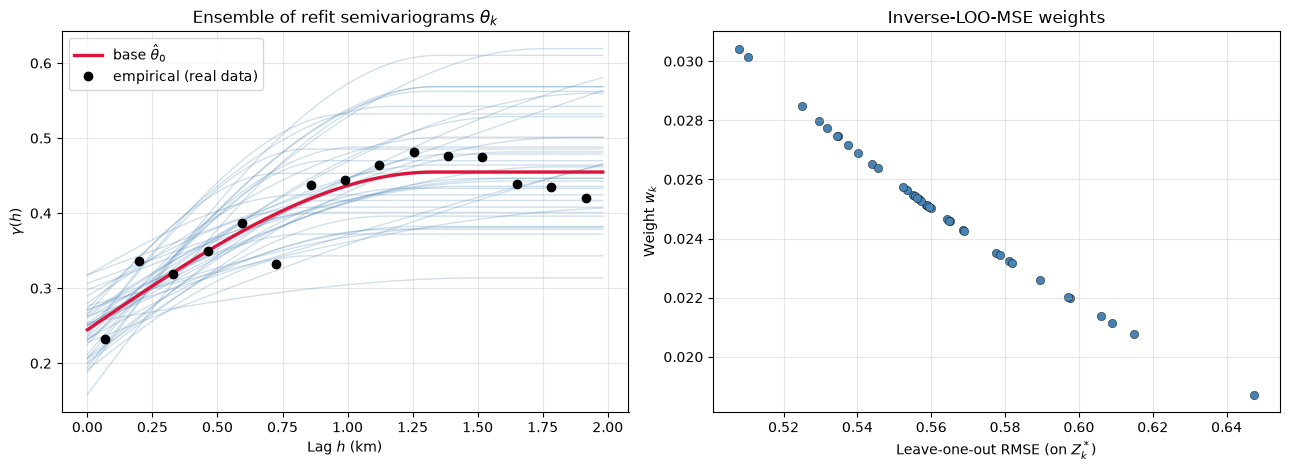 Ensemble of refit semivariograms θ_k
base θ̂_0
empirical (real data)
γ(h)
0.6
0.5
0.4
0.3
0.2
0.00 0.25 0.50 0.75 1.00 1.25 1.50 1.75 2.00
Lag h (km)
Inverse-LOO-MSE weights
Weight w_k
0.030
0.028
0.026
0.024
0.022
0.020
0.52 0.54 0.56 0.58 0.60 0.62 0.64
Leave-one-out RMSE (on Z_k^*)